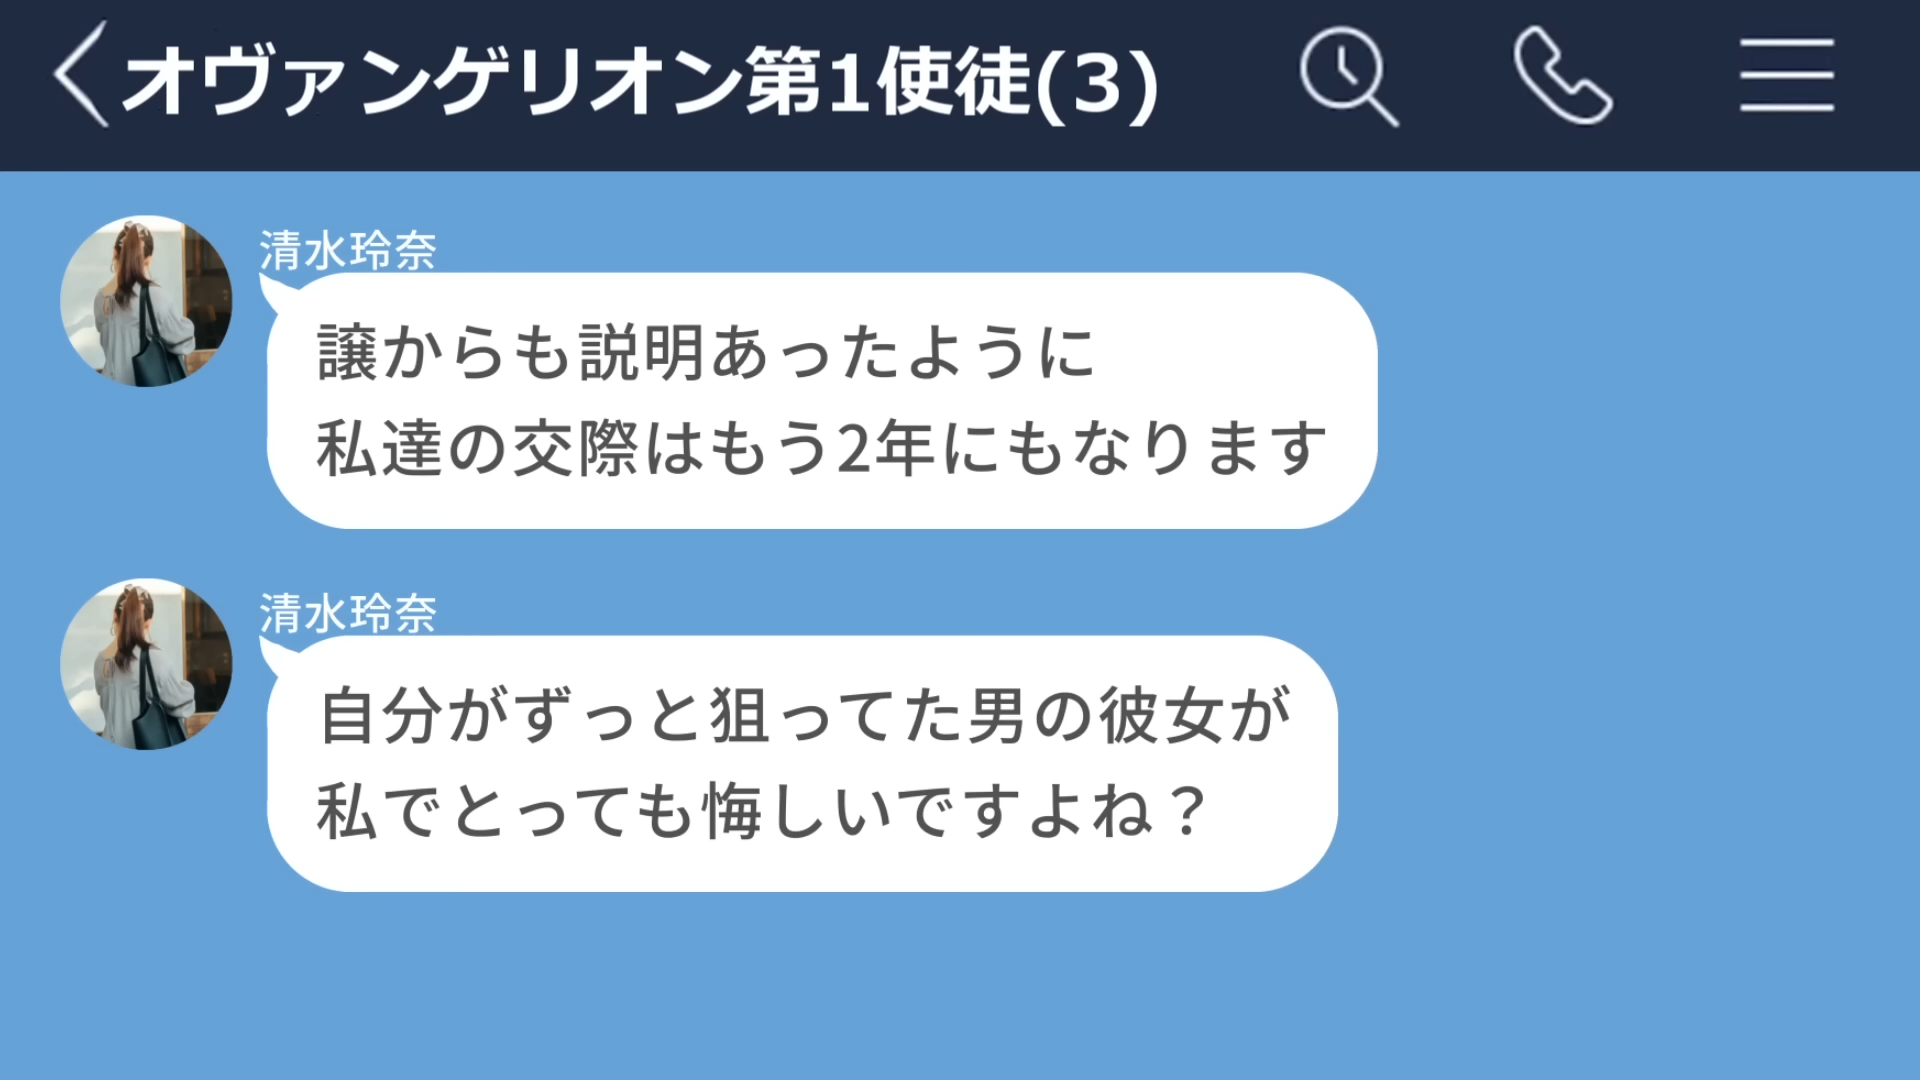 オヴァンゲリオン第1使徒(3)
清水玲奈
譲からも説明あったように
私達の交際はもう2年にもなります
清水玲奈
自分がずっと狙ってた男の彼女が
私でとっても悔しいですよね？